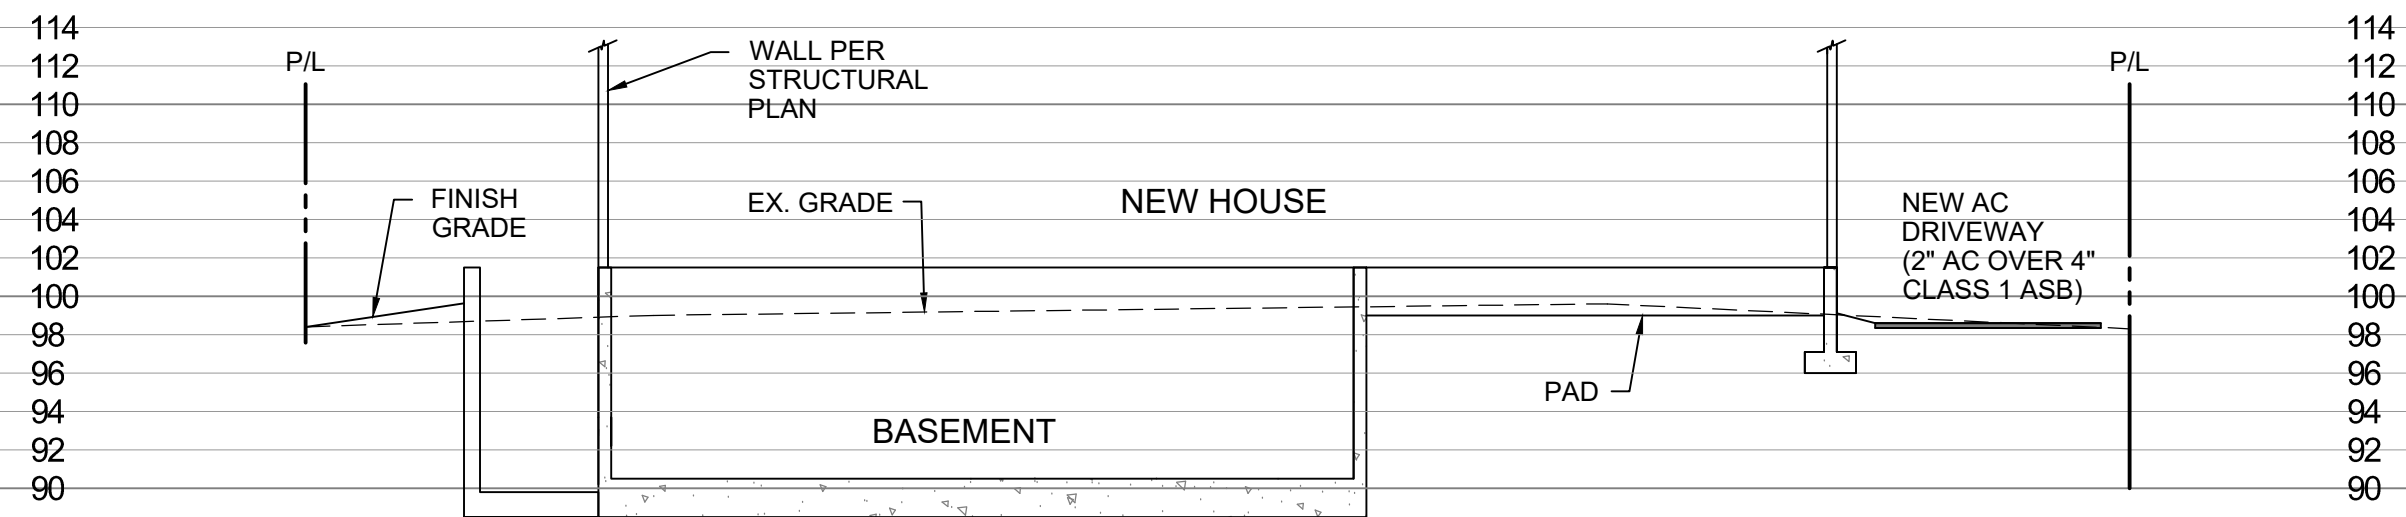 114
112
110
108
106
104
102
100
98
96
94
92
90
P/L
WALL PER
STRUCTURAL
PLAN
FINISH
GRADE
EX. GRADE
NEW HOUSE
BASEMENT
PAD
NEW AC
DRIVEWAY
(2" AC OVER 4"
CLASS 1 ASB)
P/L
114
112
110
108
106
104
102
100
98
96
94
92
90